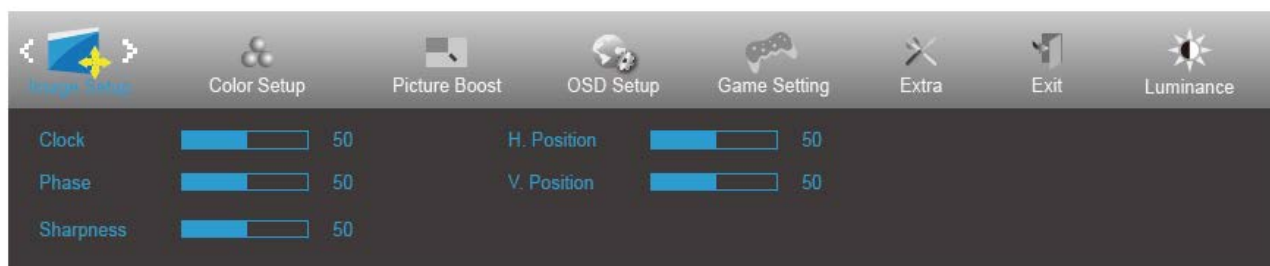 Image Setup
Color Setup
Picture Boost
OSD Setup
Game Setting
Extra
Exit
Luminance
Clock 50
H. Position 50
Phase 50
V. Position 50
Sharpness 50